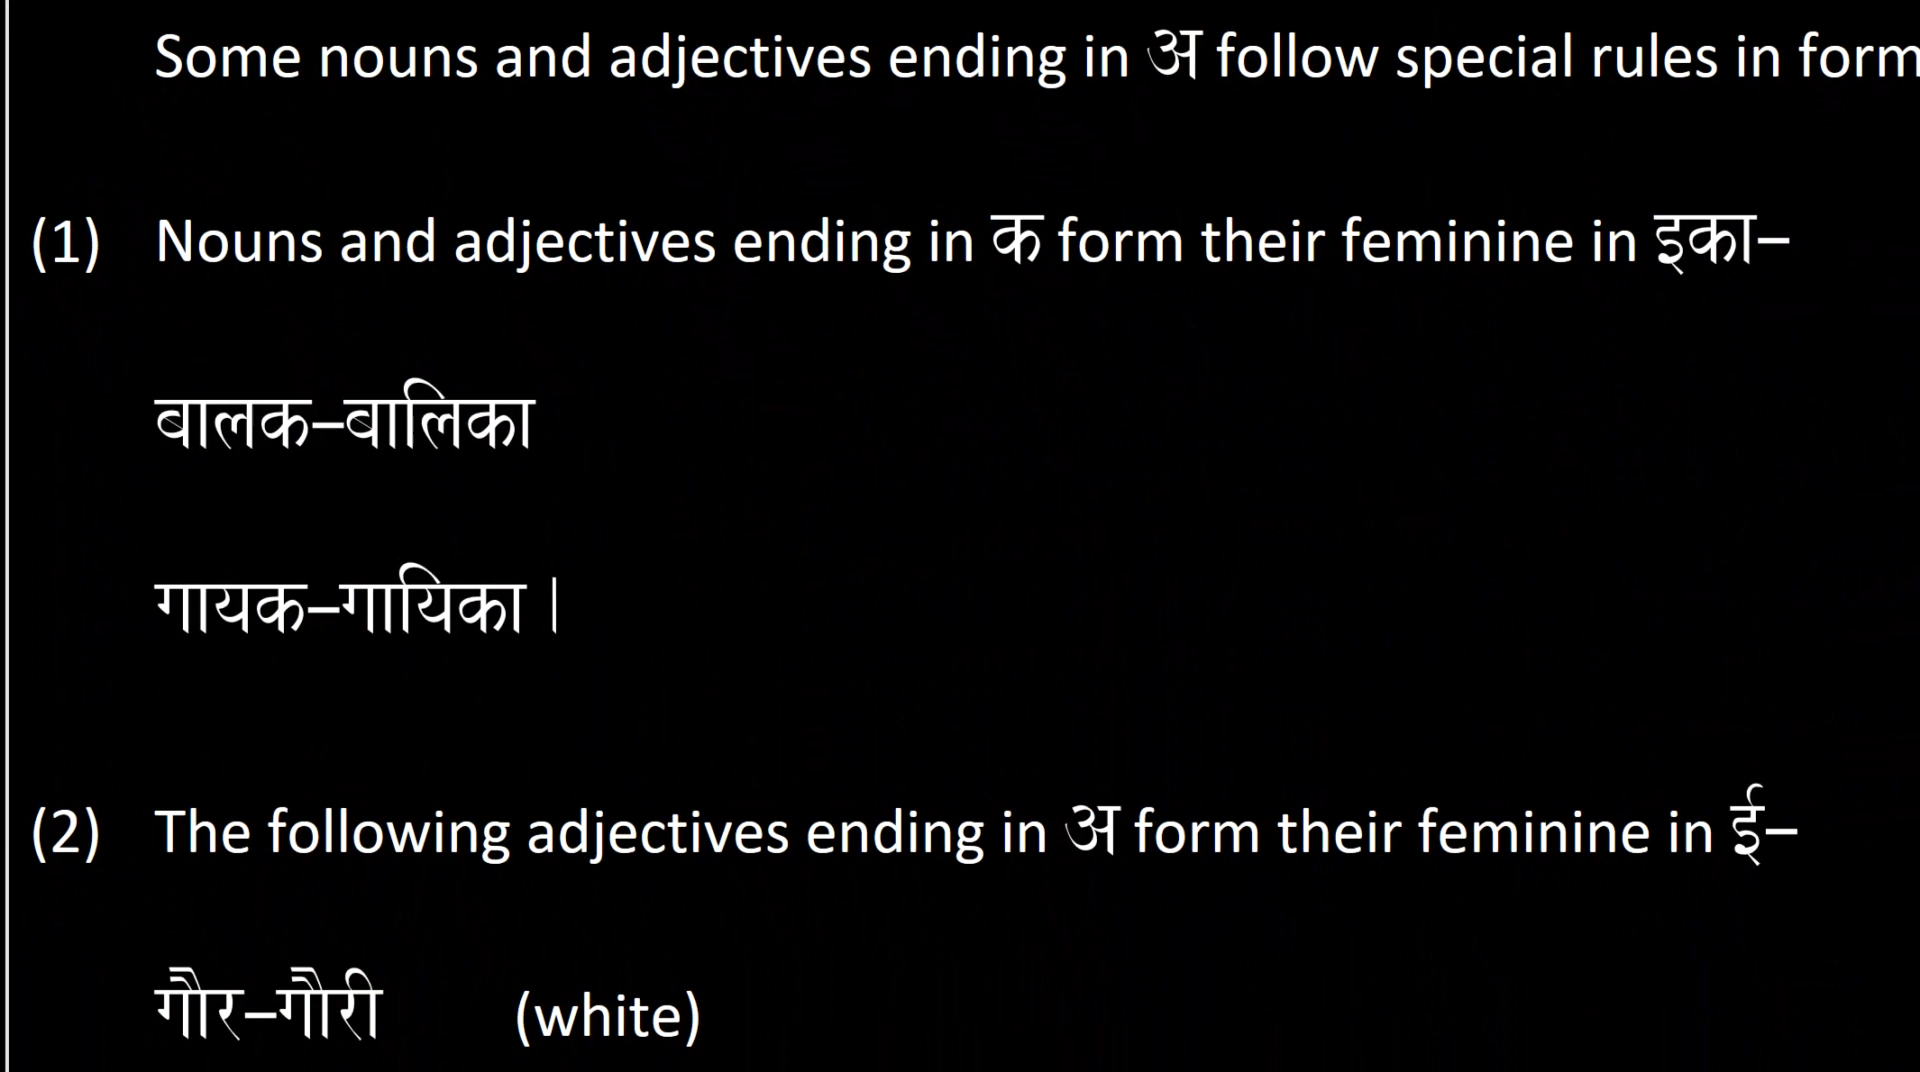 Some nouns and adjectives ending in अ follow special rules in form
(1) Nouns and adjectives ending in क form their feminine in इका–
बालक–बालिका
गायक–गायिका।
(2) The following adjectives ending in अ form their feminine in ई–
गौर–गौरी (white)